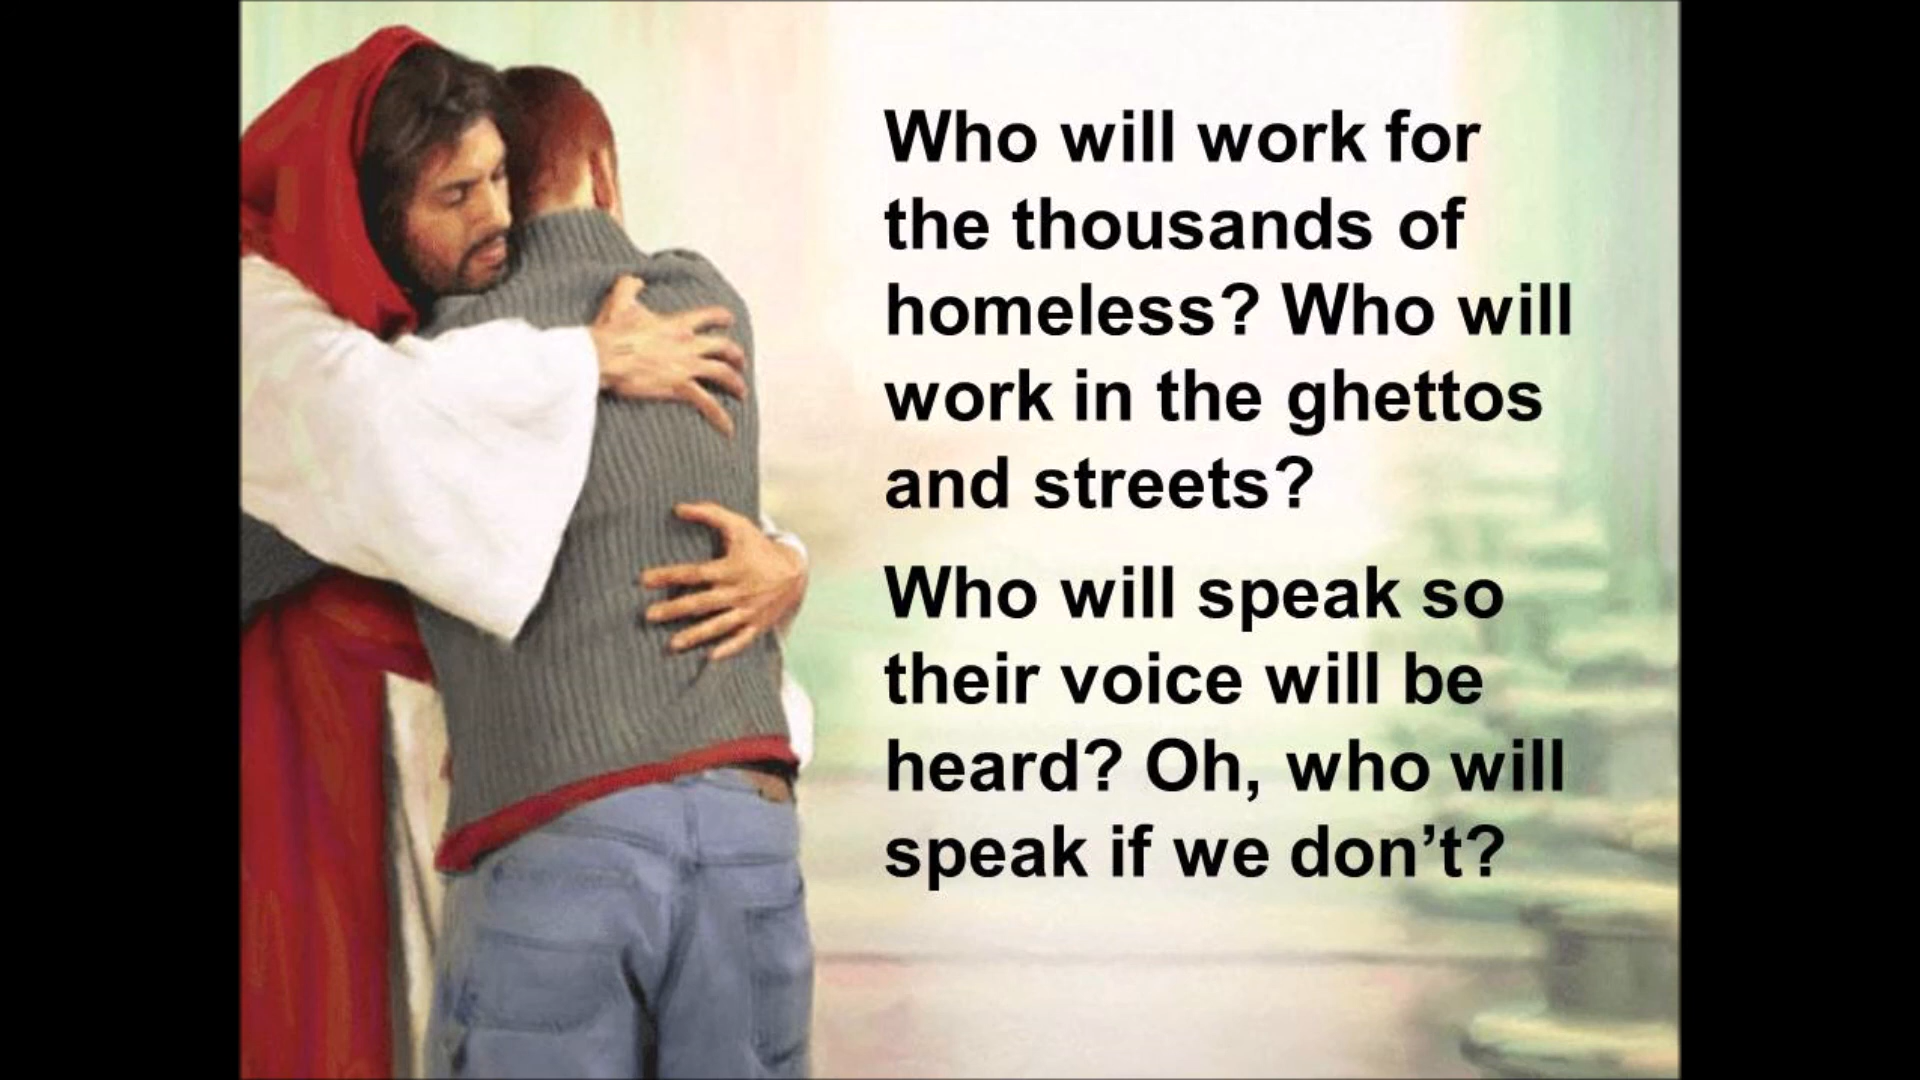 Who will work for
the thousands of
homeless? Who will
work in the ghettos
and streets?
Who will speak so
their voice will be
heard? Oh, who will
speak if we don’t?